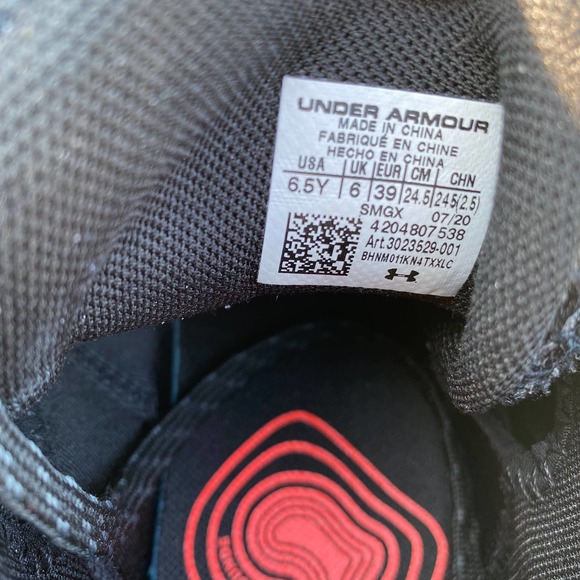 UNDER ARMOUR
MADE IN CHINA
FABRIQUÉ EN CHINE
HECHO EN CHINA
USA UK EUR CM CHN
6.5Y 6 39 24.5 245(2.5)
SMGX 07/20
4204807538
Art.3023529-001
BHNM011KN4TXXLC